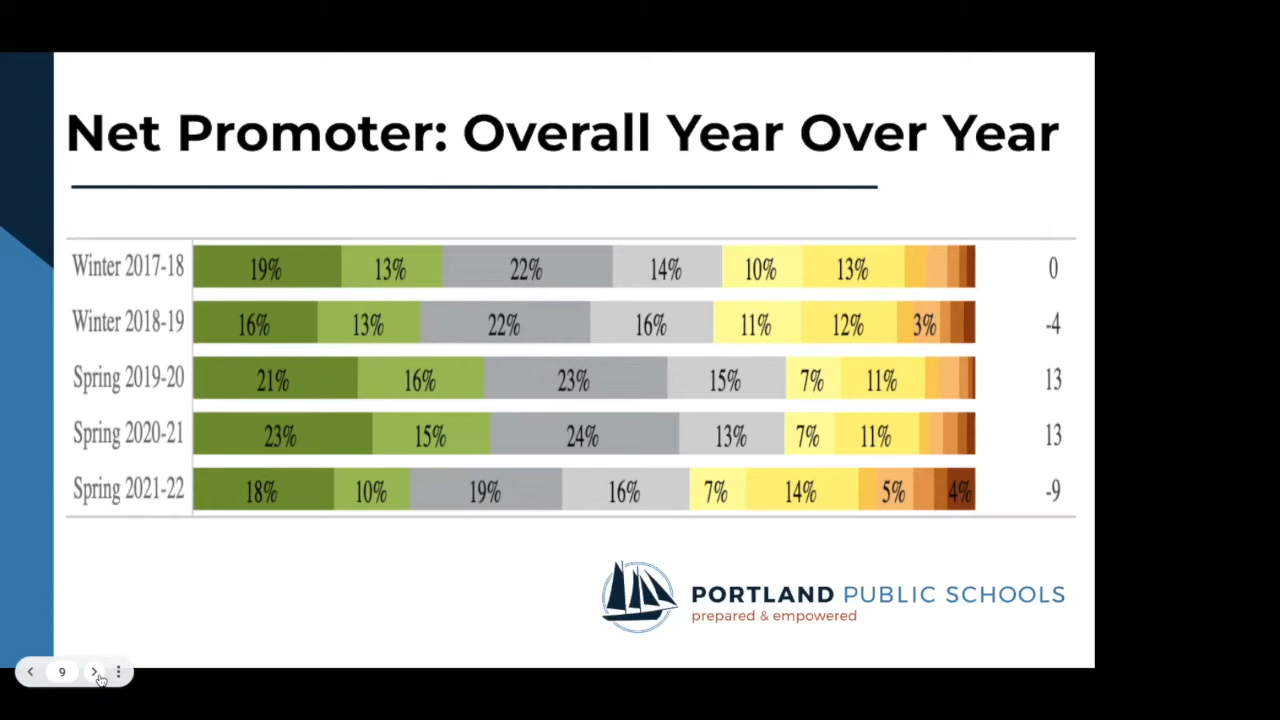 Net Promoter: Overall Year Over Year
Winter 2017-18 19% 13% 22% 14% 10% 13% 0
Winter 2018-19 16% 13% 22% 16% 11% 12% 3% -4
Spring 2019-20 21% 16% 23% 15% 7% 11% 13
Spring 2020-21 23% 15% 24% 13% 7% 11% 13
Spring 2021-22 18% 10% 19% 16% 7% 14% 5% 4% -9
PORTLAND PUBLIC SCHOOLS
prepared & empowered
9